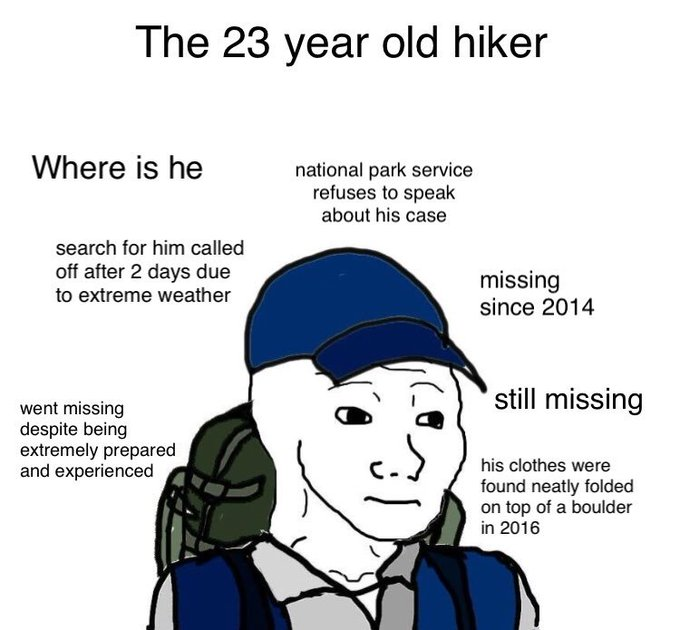 The 23 year old hiker
Where is he
national park service
refuses to speak
about his case
search for him called
off after 2 days due
to extreme weather
missing
since 2014
went missing
despite being
extremely prepared
and experienced
still missing
his clothes were
found neatly folded
on top of a boulder
in 2016